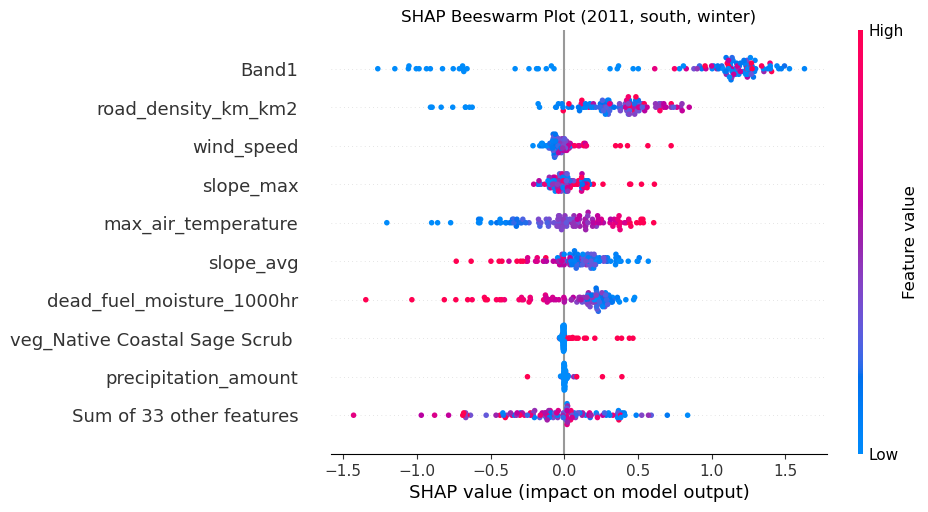 SHAP Beeswarm Plot (2011, south, winter)
High
Band1
road_density_km_km2
wind_speed
slope_max
max_air_temperature
slope_avg
dead_fuel_moisture_1000hr
veg_Native Coastal Sage Scrub
precipitation_amount
Sum of 33 other features
Feature value
Low
−1.5 −1.0 −0.5 0.0 0.5 1.0 1.5
SHAP value (impact on model output)